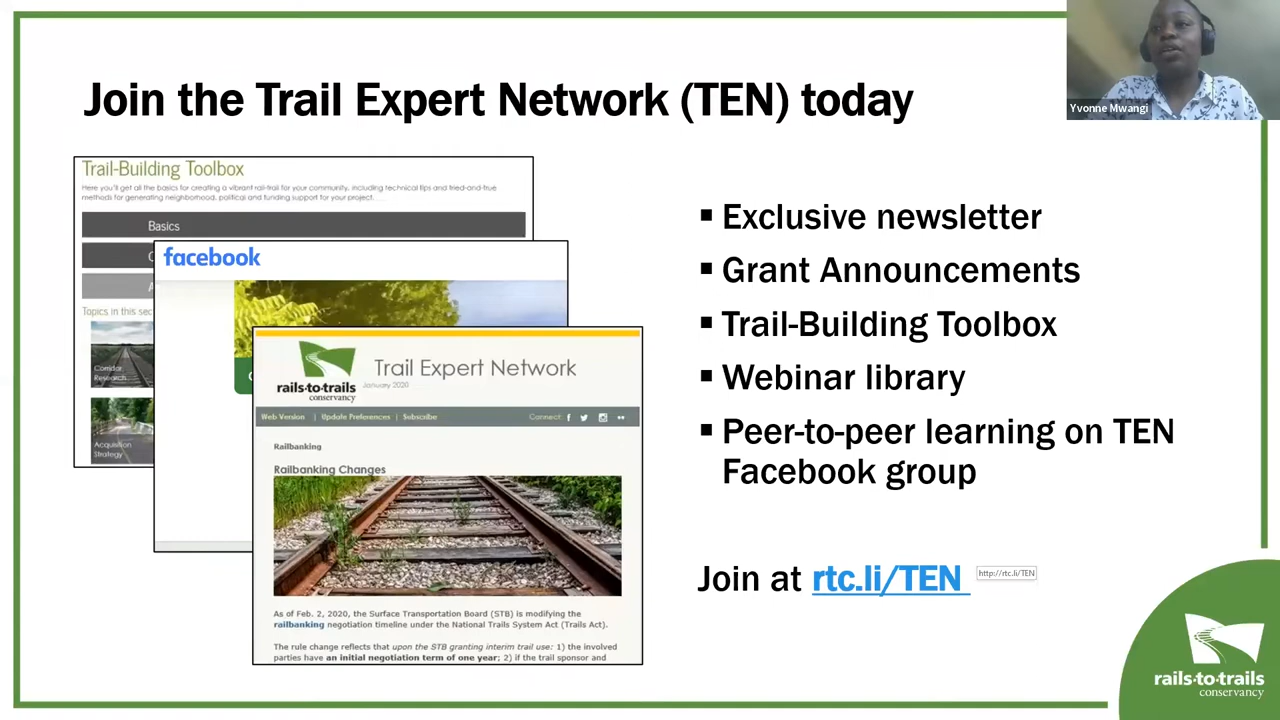 Join the Trail Expert Network (TEN) today
Yvonne Mwangi
Trail-Building Toolbox
Here you'll get all the basics for creating a vibrant rail-trail for your community, including technical tips and tried-and-true
methods for generating neighborhood, political and funding support for your project.
Basics
Topics in this sec
Corridor
Research
Acquisition
Strategy
facebook
rails·to·trails
conservancy
Trail Expert Network
January 2020
Web Version | Update Preferences | Subscribe
Connect:
Railbanking
Railbanking Changes
As of Feb. 2, 2020, the Surface Transportation Board (STB) is modifying the
railbanking negotiation timeline under the National Trails System Act (Trails Act).
The rule change reflects that upon the STB granting interim trail use: 1) the involved
parties have an initial negotiation term of one year; 2) if the trail sponsor and
▪ Exclusive newsletter
▪ Grant Announcements
▪ Trail-Building Toolbox
▪ Webinar library
▪ Peer-to-peer learning on TEN
Facebook group
Join at rtc.li/TEN
http://rtc.li/TEN
rails·to·trails
conservancy